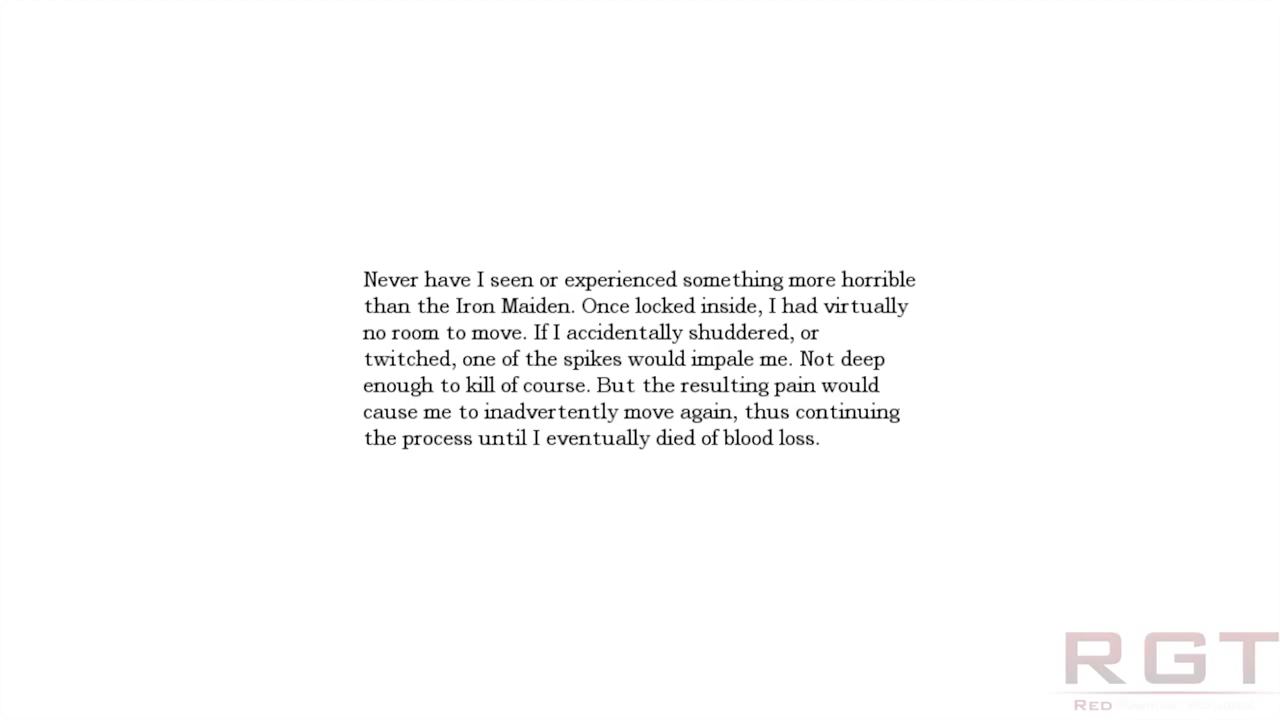 Never have I seen or experienced something more horrible
than the Iron Maiden. Once locked inside, I had virtually
no room to move. If I accidentally shuddered, or
twitched, one of the spikes would impale me. Not deep
enough to kill of course. But the resulting pain would
cause me to inadvertently move again, thus continuing
the process until I eventually died of blood loss.
RGT
RED